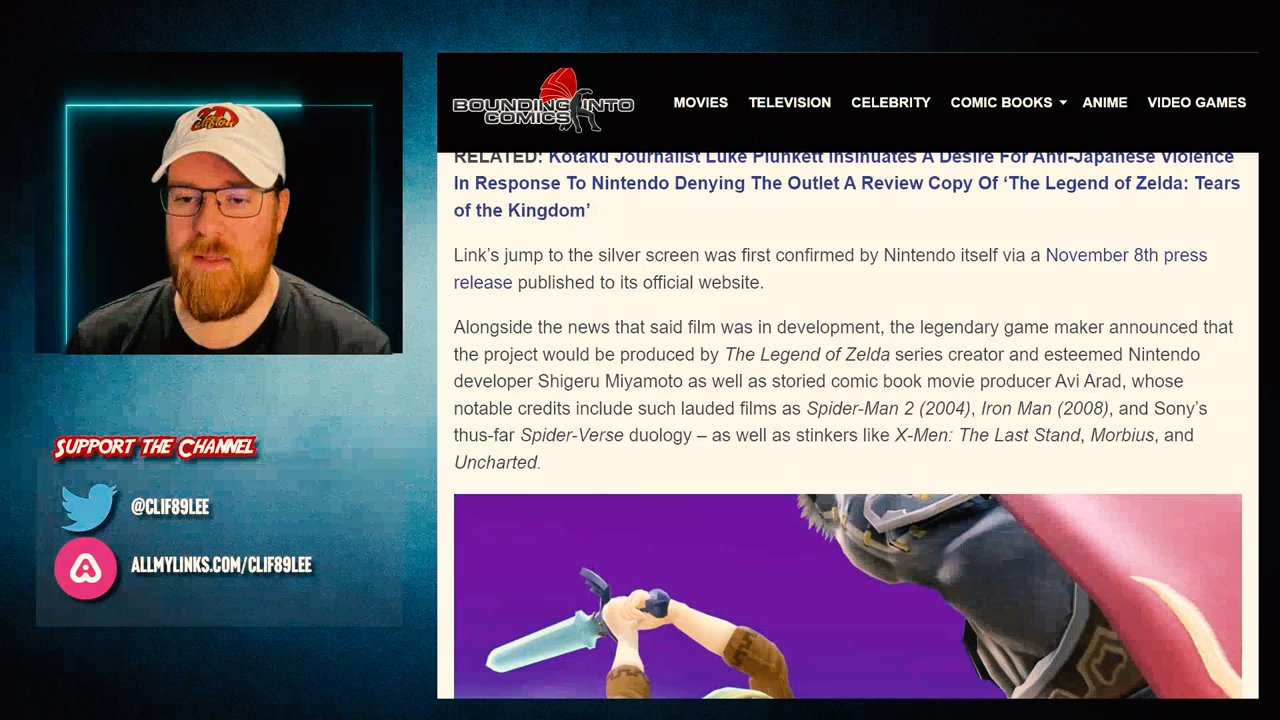 BOUNDING INTO
COMICS
MOVIES TELEVISION CELEBRITY COMIC BOOKS ANIME VIDEO GAMES
RELATED: Kotaku Journalist Luke Plunkett Insinuates A Desire For Anti-Japanese Violence
In Response To Nintendo Denying The Outlet A Review Copy Of ‘The Legend of Zelda: Tears
of the Kingdom’
Link’s jump to the silver screen was first confirmed by Nintendo itself via a November 8th press
release published to its official website.
Alongside the news that said film was in development, the legendary game maker announced that
the project would be produced by The Legend of Zelda series creator and esteemed Nintendo
developer Shigeru Miyamoto as well as storied comic book movie producer Avi Arad, whose
notable credits include such lauded films as Spider-Man 2 (2004), Iron Man (2008), and Sony’s
thus-far Spider-Verse duology – as well as stinkers like X-Men: The Last Stand, Morbius, and
Uncharted.
SUPPORT THE CHANNEL
@CLIF89LEE
ALLMYLINKS.COM/CLIF89LEE